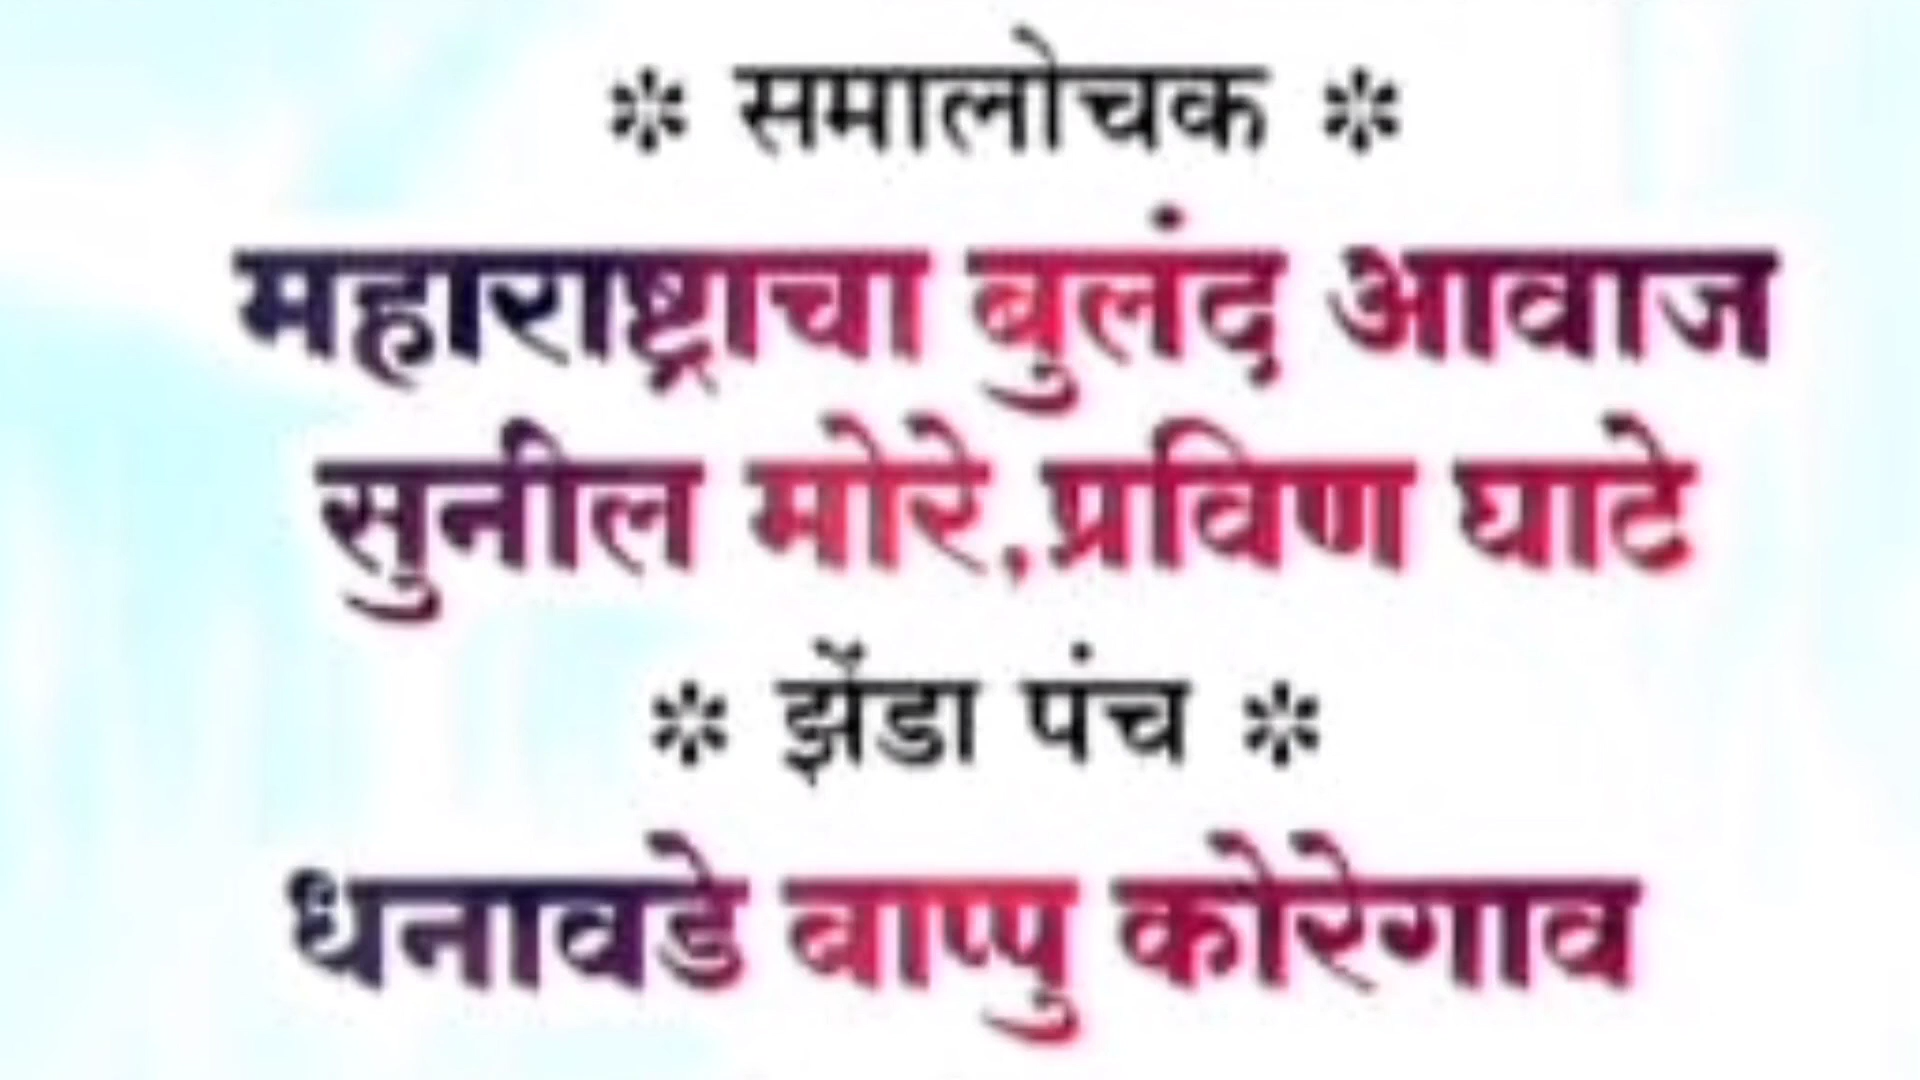 ❇ समालोचक ❇
महाराष्ट्राचा बुलंद आवाज
सुनील मोरे,प्रविण घाटे
❇ झेंडा पंच ❇
धनावडे बाप्पु कोरेगाव